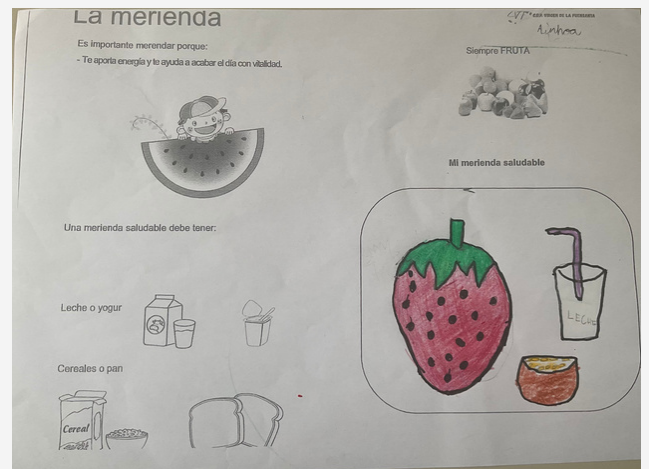 La merienda
Es importante merendar porque:
- Te aporta energía y te ayuda a acabar el día con vitalidad.
Una merienda saludable debe tener:
Leche o yogur
Cereales o pan
Cereal
Ainhoa
Siempre FRUTA
Mi merienda saludable
LECHE